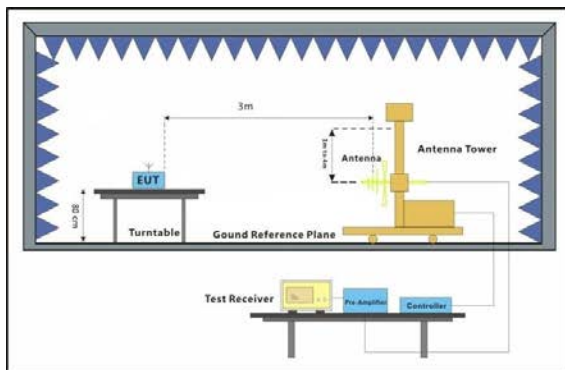 3m
1m to 4m
Antenna
Antenna Tower
EUT
80 cm
Turntable
Gound Reference Plane
Test Receiver
Pre-Amplifier
Controller